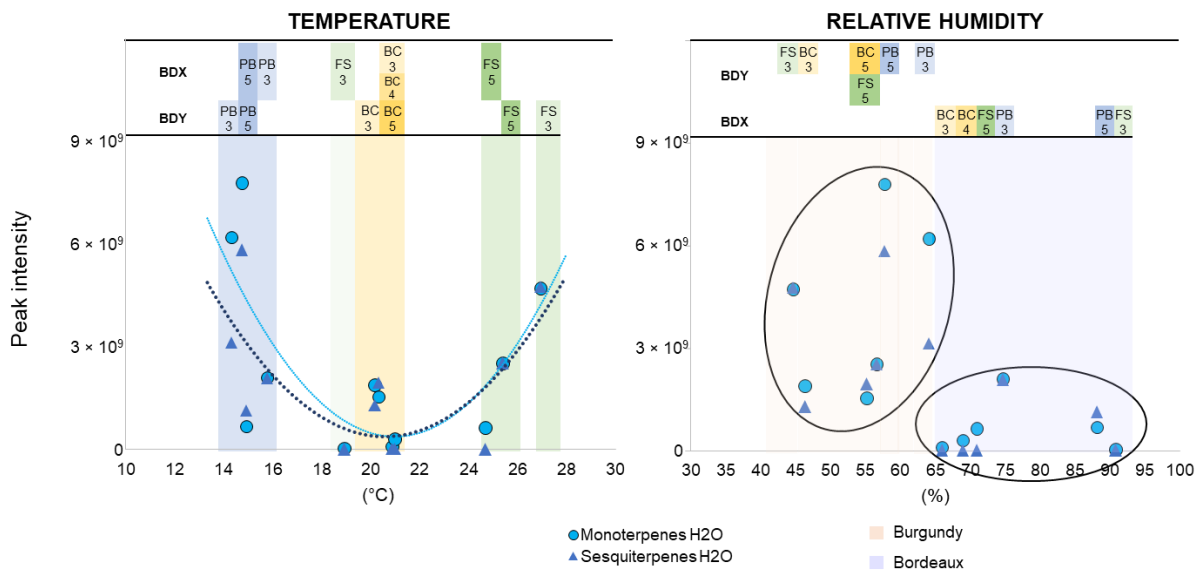 TEMPERATURE
RELATIVE HUMIDITY
BDX
PB 5
PB 3
FS 3
BC 3
BC 4
FS 5
BDY
PB 3
PB 5
BC 3
BC 5
FS 5
FS 3
BDY
FS 3
BC 3
BC 5
FS 5
PB 5
PB 3
BDX
BC 3
BC 4
FS 5
PB 3
PB 5
FS 3
Peak intensity
9 × 10⁹
6 × 10⁹
3 × 10⁹
0
10 12 14 16 18 20 22 24 26 28 30
(°C)
9 × 10⁹
6 × 10⁹
3 × 10⁹
0
30 35 40 45 50 55 60 65 70 75 80 85 90 95 100
(%)
Monoterpenes H2O
Sesquiterpenes H2O
Burgundy
Bordeaux